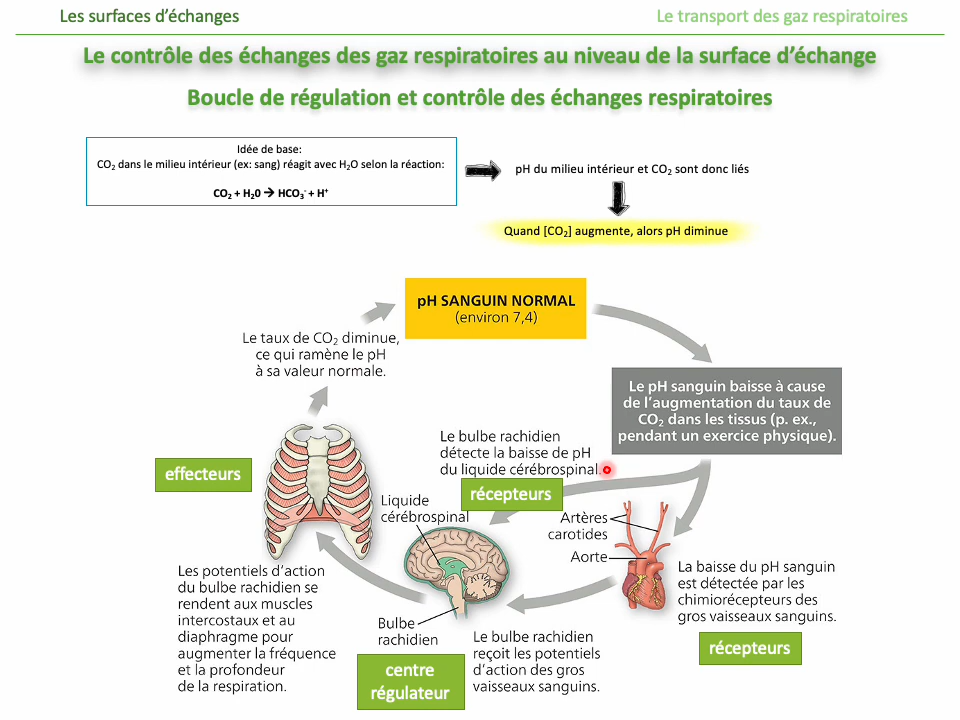 Les surfaces d’échanges
Le transport des gaz respiratoires
Le contrôle des échanges des gaz respiratoires au niveau de la surface d’échange
Boucle de régulation et contrôle des échanges respiratoires
Idée de base:
CO₂ dans le milieu intérieur (ex: sang) réagit avec H₂O selon la réaction:
CO₂ + H₂0 → HCO₃⁻ + H⁺
pH du milieu intérieur et CO₂ sont donc liés
Quand [CO₂] augmente, alors pH diminue
pH SANGUIN NORMAL
(environ 7,4)
Le taux de CO₂ diminue,
ce qui ramène le pH
à sa valeur normale.
Le pH sanguin baisse à cause
de l’augmentation du taux de
CO₂ dans les tissus (p. ex.,
pendant un exercice physique).
Le bulbe rachidien
détecte la baisse de pH
du liquide cérébrospinal.
effecteurs
récepteurs
Liquide
cérébrospinal
Artères
carotides
Aorte
La baisse du pH sanguin
est détectée par les
chimiorécepteurs des
gros vaisseaux sanguins.
récepteurs
Les potentiels d’action
du bulbe rachidien se
rendent aux muscles
intercostaux et au
diaphragme pour
augmenter la fréquence
et la profondeur
de la respiration.
Bulbe
rachidien
centre
régulateur
Le bulbe rachidien
reçoit les potentiels
d’action des gros
vaisseaux sanguins.